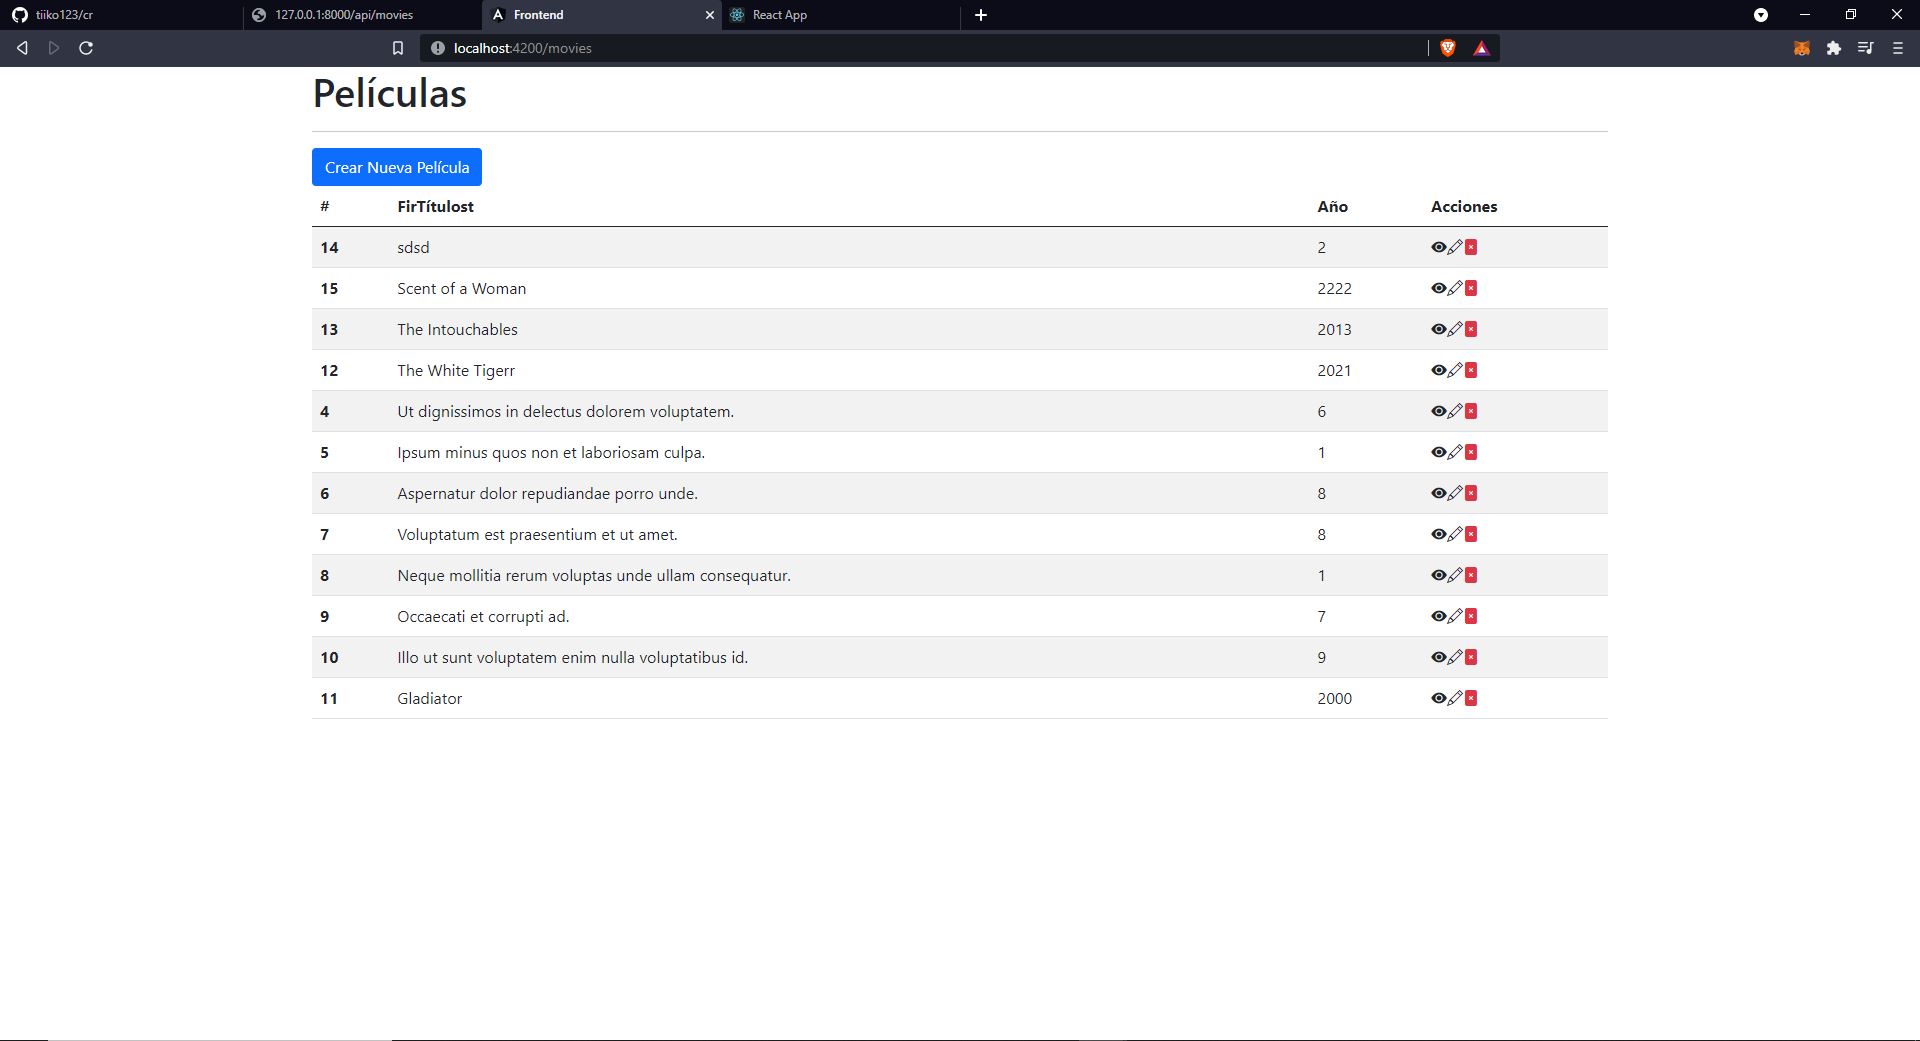 tiiko123/cr
127.0.0.1:8000/api/movies
Frontend
React App
localhost:4200/movies
Películas
Crear Nueva Película
# FirTítulost Año Acciones
14 sdsd 2
15 Scent of a Woman 2222
13 The Intouchables 2013
12 The White Tigerr 2021
4 Ut dignissimos in delectus dolorem voluptatem. 6
5 Ipsum minus quos non et laboriosam culpa. 1
6 Aspernatur dolor repudiandae porro unde. 8
7 Voluptatum est praesentium et ut amet. 8
8 Neque mollitia rerum voluptas unde ullam consequatur. 1
9 Occaecati et corrupti ad. 7
10 Illo ut sunt voluptatem enim nulla voluptatibus id. 9
11 Gladiator 2000